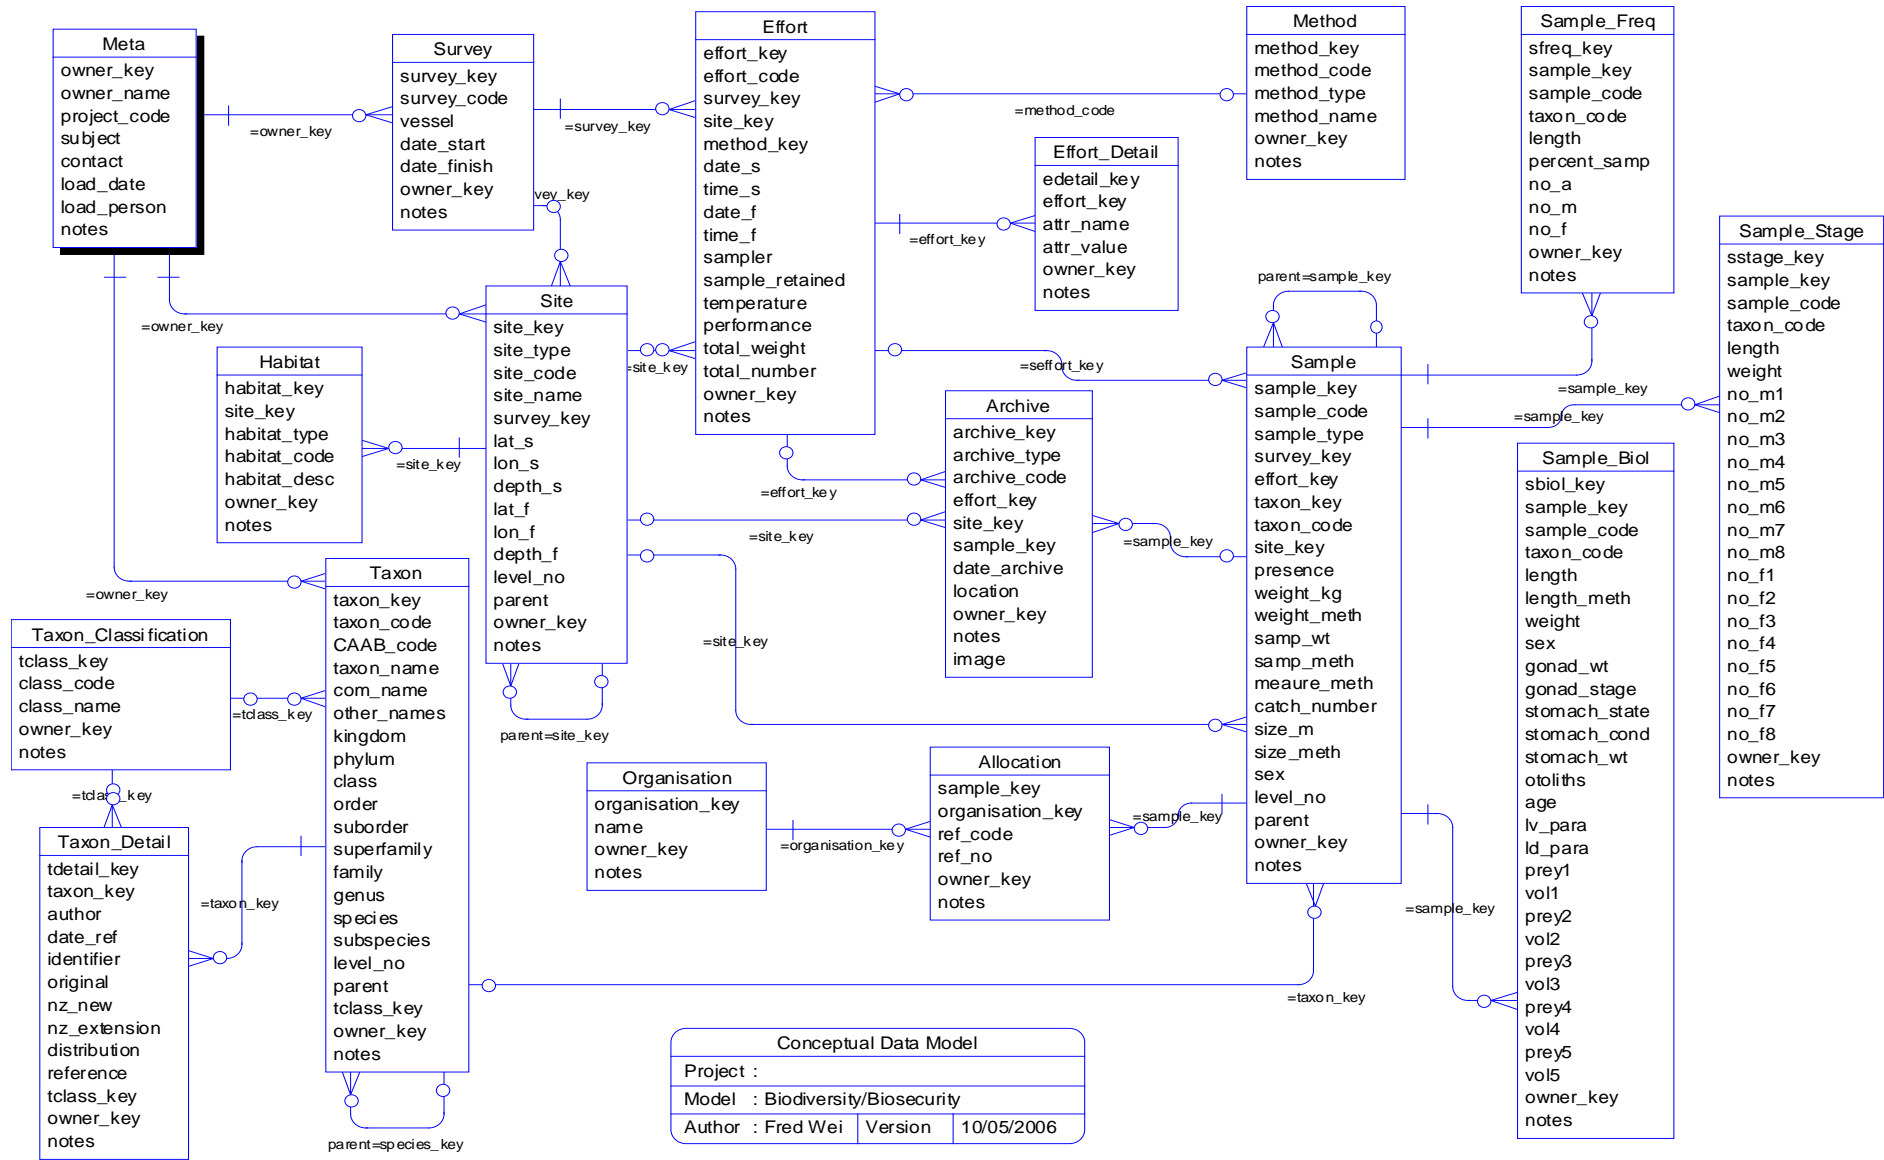 Meta
owner_key
owner_name
project_code
subject
contact
load_date
load_person
notes
=owner_key
Survey
survey_key
survey_code
vessel
date_start
date_finish
owner_key
notes
=survey_key
vey_key
Effort
effort_key
effort_code
survey_key
site_key
method_key
date_s
time_s
date_f
time_f
sampler
sample_retained
temperature
performance
total_weight
total_number
owner_key
notes
=method_code
Method
method_key
method_code
method_type
method_name
owner_key
notes
Effort_Detail
edetail_key
effort_key
attr_name
attr_value
owner_key
notes
=effort_key
Sample_Freq
sfreq_key
sample_key
sample_code
taxon_code
length
percent_samp
no_a
no_m
no_f
owner_key
notes
=sample_key
Sample_Stage
sstage_key
sample_key
sample_code
taxon_code
length
weight
no_m1
no_m2
no_m3
no_m4
no_m5
no_m6
no_m7
no_m8
no_f1
no_f2
no_f3
no_f4
no_f5
no_f6
no_f7
no_f8
owner_key
notes
=sample_key
=owner_key
Site
site_key
site_type
site_code
site_name
survey_key
lat_s
lon_s
depth_s
lat_f
lon_f
depth_f
level_no
parent
owner_key
notes
parent=site_key
=site_key
Habitat
habitat_key
site_key
habitat_type
habitat_code
habitat_desc
owner_key
notes
=site_key
=seffort_key
=effort_key
=site_key
=site_key
Archive
archive_key
archive_type
archive_code
effort_key
site_key
sample_key
date_archive
location
owner_key
notes
image
=sample_key
parent=sample_key
Sample
sample_key
sample_code
sample_type
survey_key
effort_key
taxon_key
taxon_code
site_key
presence
weight_kg
weight_meth
samp_wt
samp_meth
meaure_meth
catch_number
size_m
size_meth
sex
level_no
parent
owner_key
notes
Sample_Biol
sbiol_key
sample_key
sample_code
taxon_code
length
length_meth
weight
sex
gonad_wt
gonad_stage
stomach_state
stomach_cond
stomach_wt
otoliths
age
lv_para
ld_para
prey1
vol1
prey2
vol2
prey3
vol3
prey4
vol4
prey5
vol5
owner_key
notes
=sample_key
=owner_key
Taxon
taxon_key
taxon_code
CAAB_code
taxon_name
com_name
other_names
kingdom
phylum
class
order
suborder
superfamily
family
genus
species
subspecies
level_no
parent
tclass_key
owner_key
notes
parent=species_key
Taxon_Classification
tclass_key
class_code
class_name
owner_key
notes
=tclass_key
=tclass_key
Taxon_Detail
tdetail_key
taxon_key
author
date_ref
identifier
original
nz_new
nz_extension
distribution
reference
tclass_key
owner_key
notes
=taxon_key
Organisation
organisation_key
name
owner_key
notes
=organisation_key
Allocation
sample_key
organisation_key
ref_code
ref_no
owner_key
notes
=sample_key
=taxon_key
Conceptual Data Model
Project :
Model : Biodiversity/Biosecurity
Author : Fred Wei Version 10/05/2006